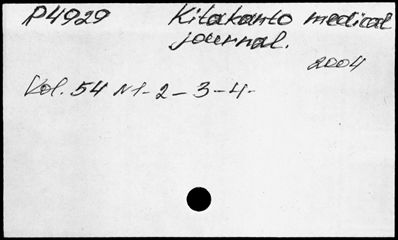 P4929 Kitakanto medical
journal.
2004
Vol. 54 N1-2-3-4-